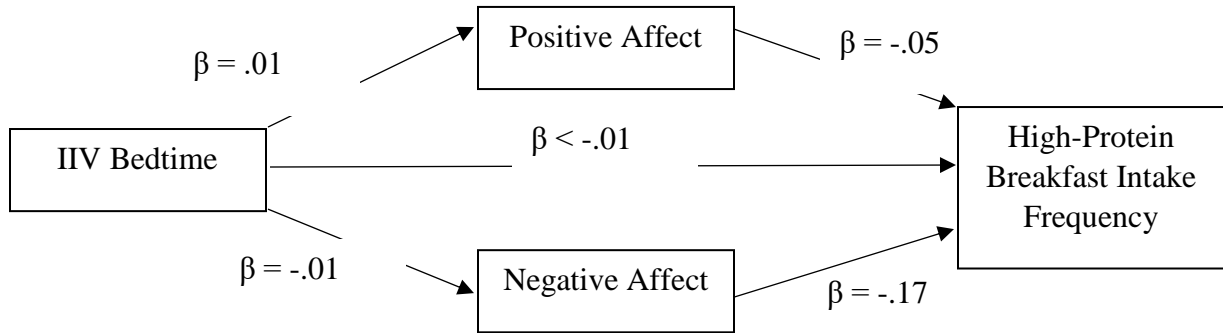 Positive Affect
β = .01
β = -.05
IIV Bedtime
β < -.01
High-Protein
Breakfast Intake
Frequency
β = -.01
Negative Affect
β = -.17